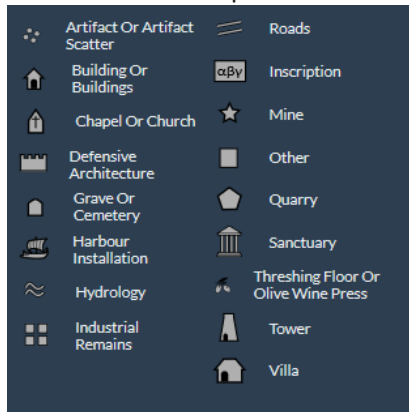 Artifact Or Artifact
Scatter
Building Or
Buildings
Chapel Or Church
Defensive
Architecture
Grave Or
Cemetery
Harbour
Installation
Hydrology
Industrial
Remains
Roads
αβγ
Inscription
Mine
Other
Quarry
Sanctuary
Threshing Floor Or
Olive Wine Press
Tower
Villa